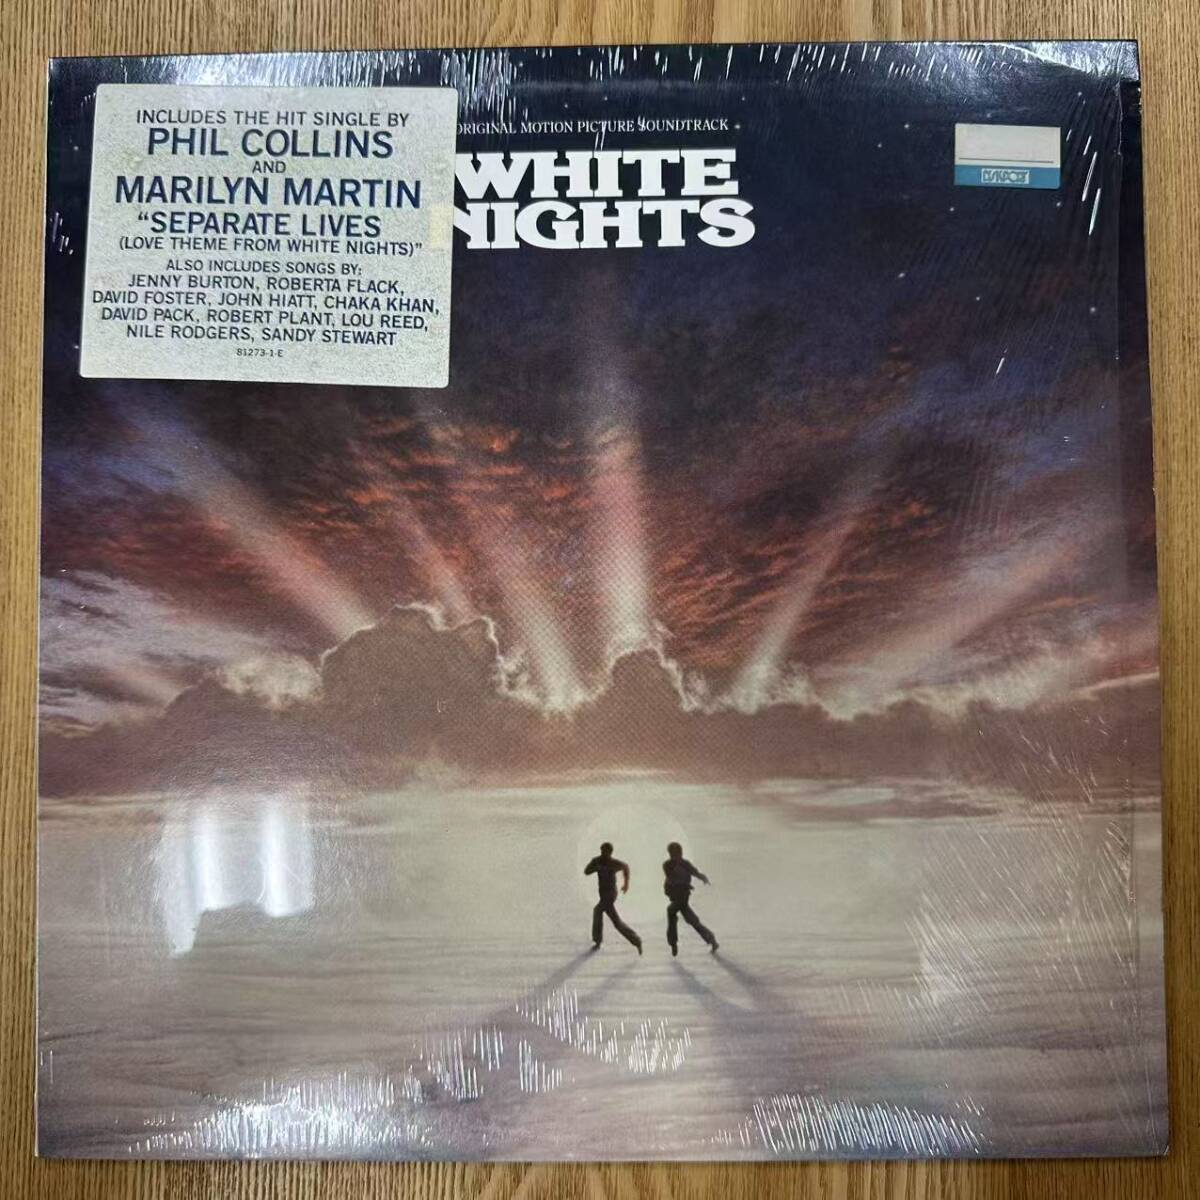 INCLUDES THE HIT SINGLE BY
PHIL COLLINS
AND
MARILYN MARTIN
"SEPARATE LIVES
(LOVE THEME FROM WHITE NIGHTS)"
ALSO INCLUDES SONGS BY:
JENNY BURTON, ROBERTA FLACK,
DAVID FOSTER, JOHN HIATT, CHAKA KHAN,
DAVID PACK, ROBERT PLANT, LOU REED,
NILE RODGERS, SANDY STEWART
81273-1-E
ORIGINAL MOTION PICTURE SOUNDTRACK
WHITE
NIGHTS
DISKPORT